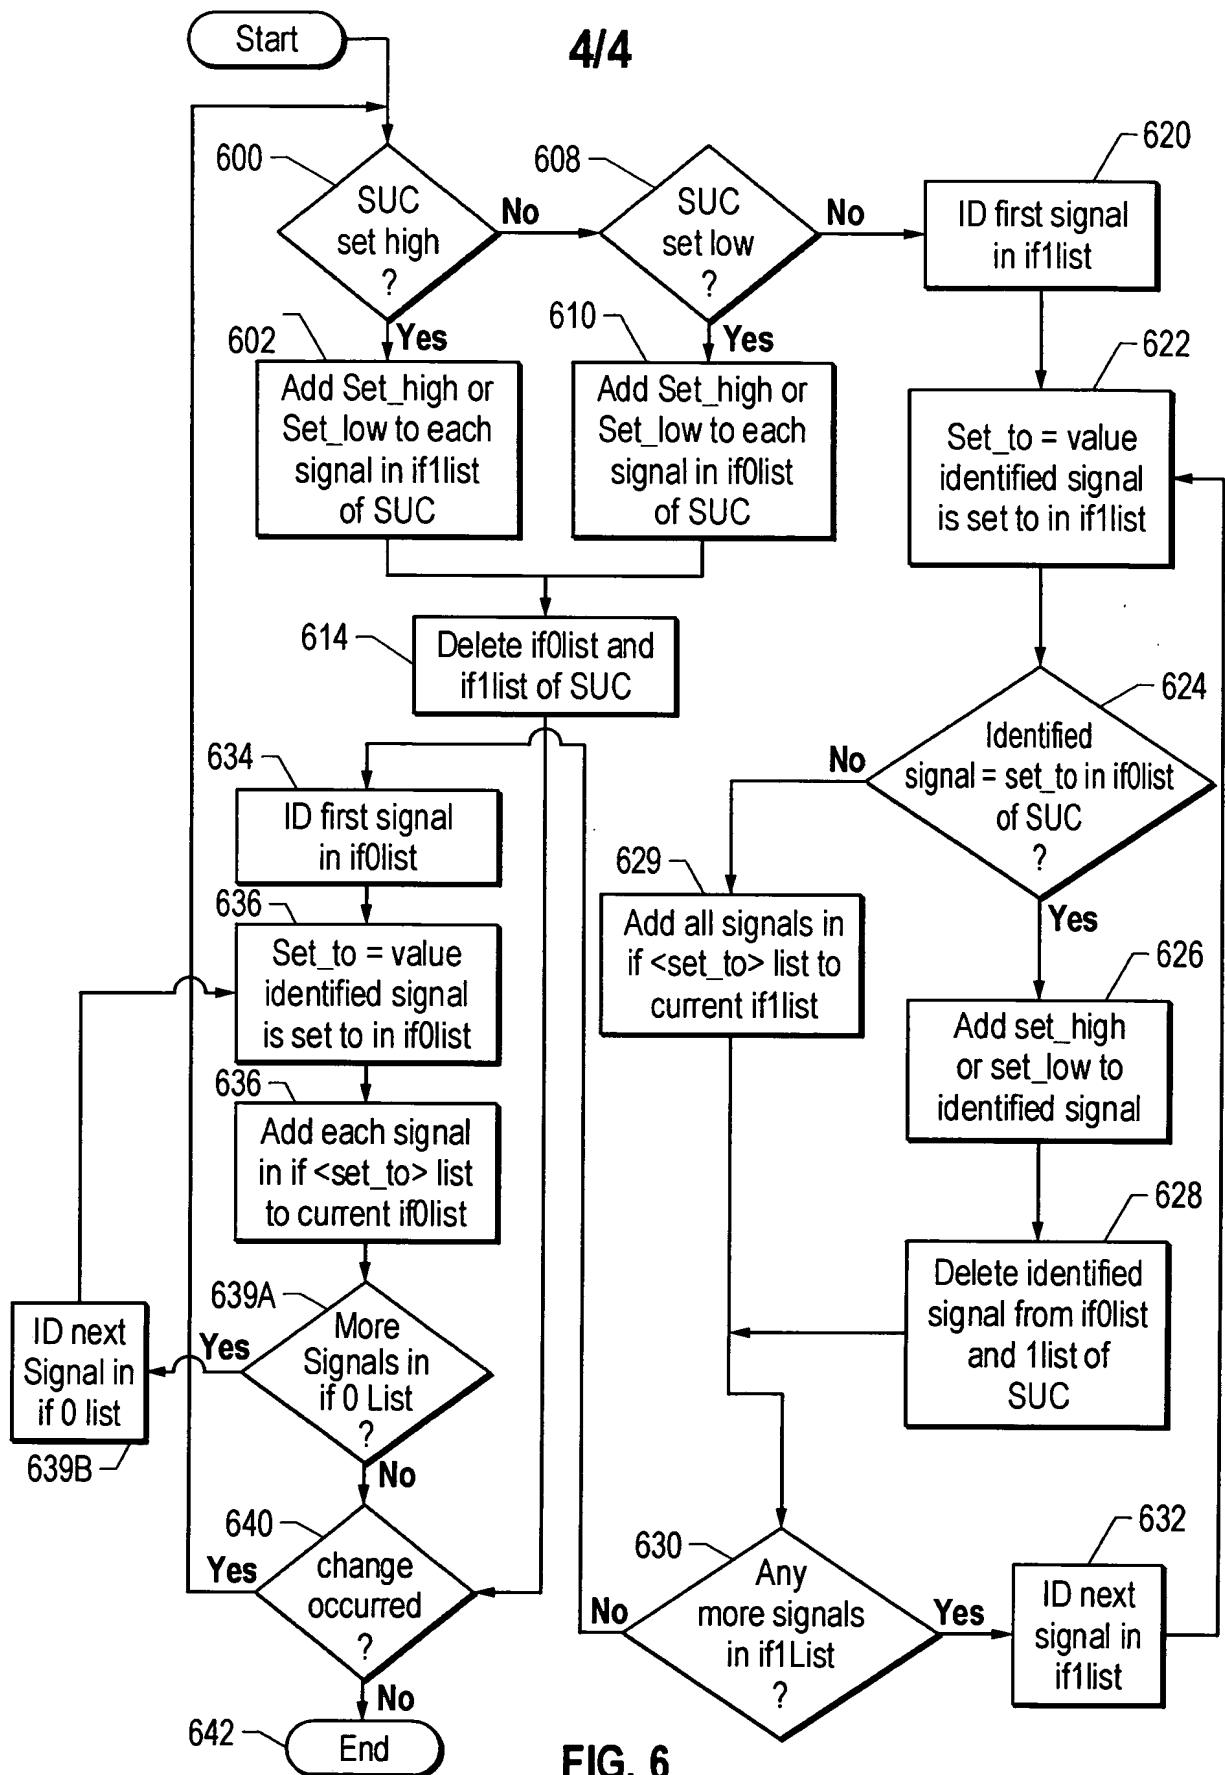 4/4
Start
600
SUC
set high
?
No
Yes
608
SUC
set low
?
No
Yes
620
ID first signal
in if1list
602
Add Set_high or
Set_low to each
signal in if1list
of SUC
610
Add Set_high or
Set_low to each
signal in if0list
of SUC
622
Set_to = value
identified signal
is set to in if1list
614
Delete if0list and
if1list of SUC
624
Identified
signal = set_to in if0list
of SUC
?
No
Yes
634
ID first signal
in if0list
629
Add all signals in
if <set_to> list to
current if1list
636
Set_to = value
identified signal
is set to in if0list
626
Add set_high
or set_low to
identified signal
636
Add each signal
in if <set_to> list
to current if0list
628
Delete identified
signal from if0list
and 1list of
SUC
639A
More
Signals in
if 0 List
?
Yes
No
ID next
Signal in
if 0 list
639B
640
change
occurred
?
Yes
No
630
Any
more signals
in if1List
?
No
Yes
632
ID next
signal in
if1list
642
End
FIG. 6